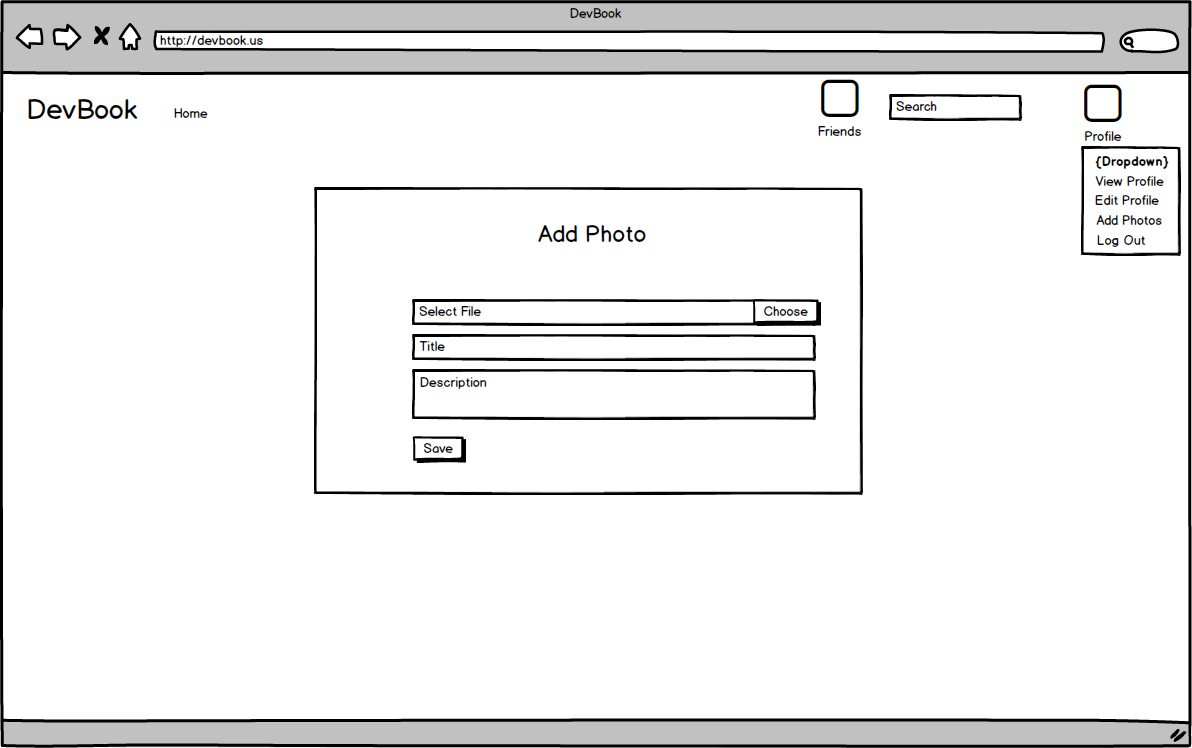 DevBook
http://devbook.us
DevBook
Home
Friends
Search
Profile
{Dropdown}
View Profile
Edit Profile
Add Photos
Log Out
Add Photo
Select File
Choose
Title
Description
Save